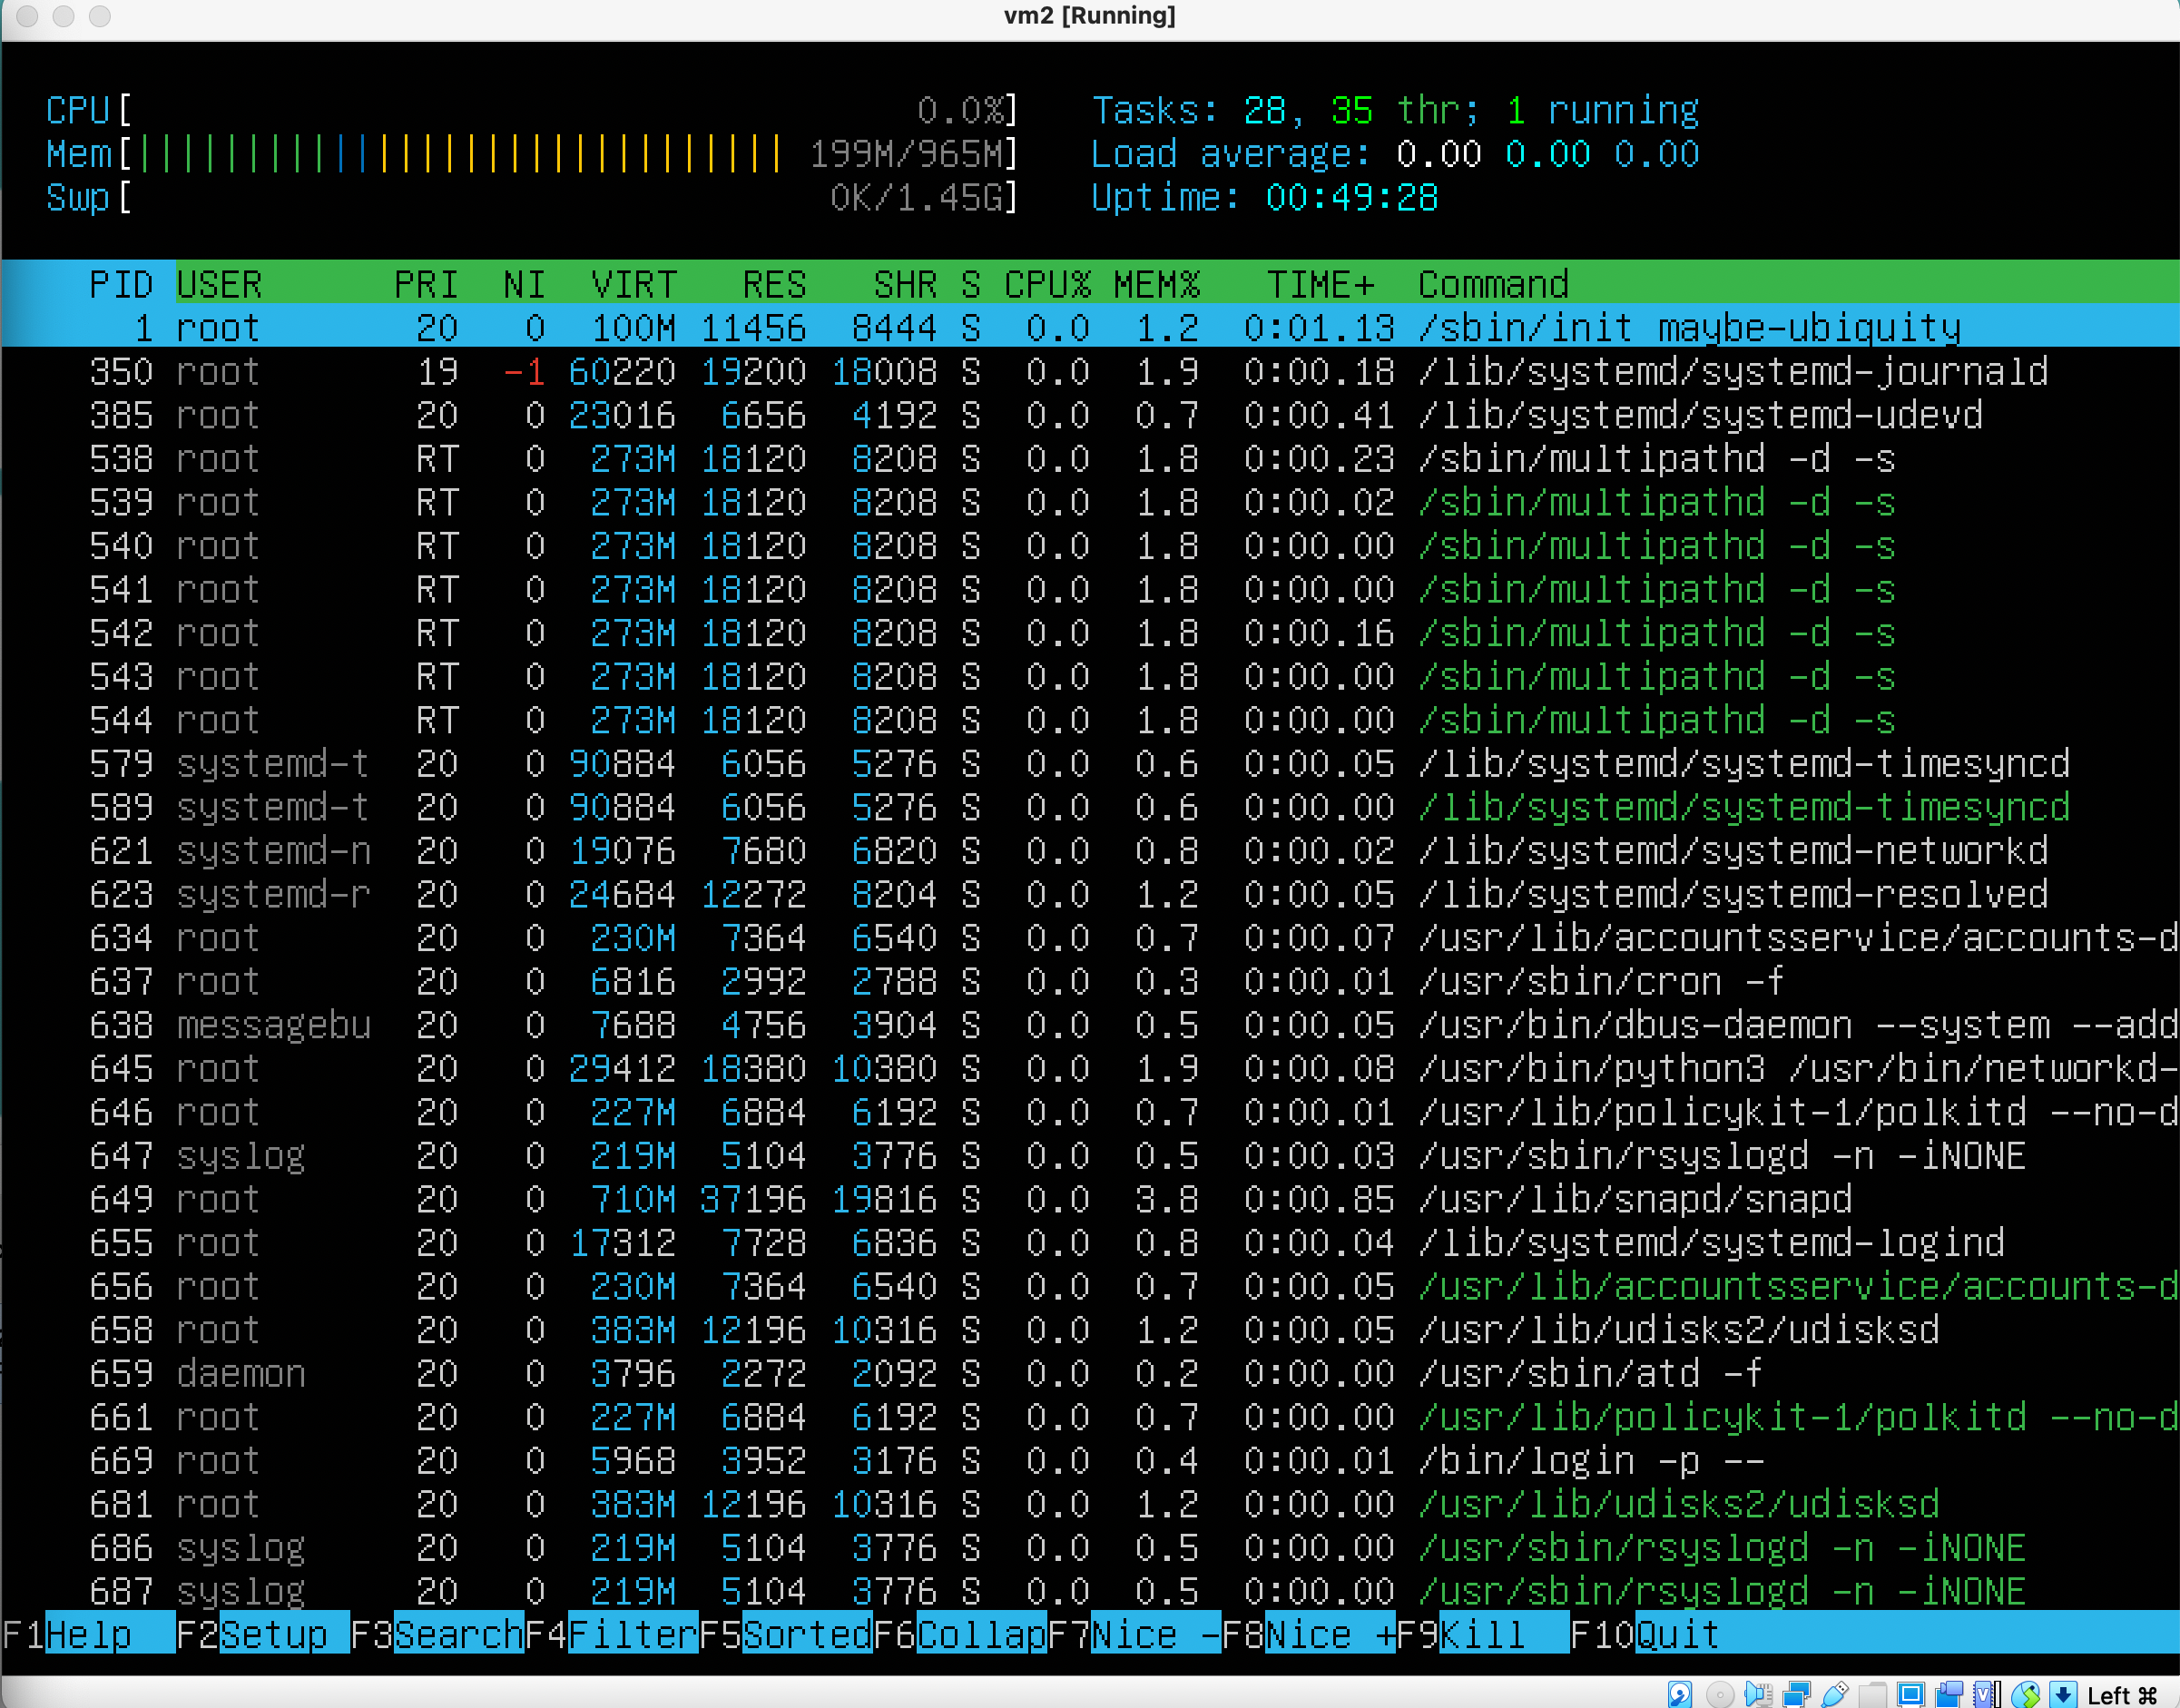 vm2 [Running]
CPU[ 0.0%] Tasks: 28, 35 thr; 1 running
Mem[||||||||||||||||||||||||||||||199M/965M] Load average: 0.00 0.00 0.00
Swp[ 0K/1.45G] Uptime: 00:49:28
PID USER PRI NI VIRT RES SHR S CPU% MEM% TIME+ Command
1 root 20 0 100M 11456 8444 S 0.0 1.2 0:01.13 /sbin/init maybe-ubiquity
350 root 19 -1 60220 19200 18008 S 0.0 1.9 0:00.18 /lib/systemd/systemd-journald
385 root 20 0 23016 6656 4192 S 0.0 0.7 0:00.41 /lib/systemd/systemd-udevd
538 root RT 0 273M 18120 8208 S 0.0 1.8 0:00.23 /sbin/multipathd -d -s
539 root RT 0 273M 18120 8208 S 0.0 1.8 0:00.02 /sbin/multipathd -d -s
540 root RT 0 273M 18120 8208 S 0.0 1.8 0:00.00 /sbin/multipathd -d -s
541 root RT 0 273M 18120 8208 S 0.0 1.8 0:00.00 /sbin/multipathd -d -s
542 root RT 0 273M 18120 8208 S 0.0 1.8 0:00.16 /sbin/multipathd -d -s
543 root RT 0 273M 18120 8208 S 0.0 1.8 0:00.00 /sbin/multipathd -d -s
544 root RT 0 273M 18120 8208 S 0.0 1.8 0:00.00 /sbin/multipathd -d -s
579 systemd-t 20 0 90884 6056 5276 S 0.0 0.6 0:00.05 /lib/systemd/systemd-timesyncd
589 systemd-t 20 0 90884 6056 5276 S 0.0 0.6 0:00.00 /lib/systemd/systemd-timesyncd
621 systemd-n 20 0 19076 7680 6820 S 0.0 0.8 0:00.02 /lib/systemd/systemd-networkd
623 systemd-r 20 0 24684 12272 8204 S 0.0 1.2 0:00.05 /lib/systemd/systemd-resolved
634 root 20 0 230M 7364 6540 S 0.0 0.7 0:00.07 /usr/lib/accountsservice/accounts-d
637 root 20 0 6816 2992 2788 S 0.0 0.3 0:00.01 /usr/sbin/cron -f
638 messagebu 20 0 7688 4756 3904 S 0.0 0.5 0:00.05 /usr/bin/dbus-daemon --system --add
645 root 20 0 29412 18380 10380 S 0.0 1.9 0:00.08 /usr/bin/python3 /usr/bin/networkd-
646 root 20 0 227M 6884 6192 S 0.0 0.7 0:00.01 /usr/lib/policykit-1/polkitd --no-d
647 syslog 20 0 219M 5104 3776 S 0.0 0.5 0:00.03 /usr/sbin/rsyslogd -n -iNONE
649 root 20 0 710M 37196 19816 S 0.0 3.8 0:00.85 /usr/lib/snapd/snapd
655 root 20 0 17312 7728 6836 S 0.0 0.8 0:00.04 /lib/systemd/systemd-logind
656 root 20 0 230M 7364 6540 S 0.0 0.7 0:00.05 /usr/lib/accountsservice/accounts-d
658 root 20 0 383M 12196 10316 S 0.0 1.2 0:00.05 /usr/lib/udisks2/udisksd
659 daemon 20 0 3796 2272 2092 S 0.0 0.2 0:00.00 /usr/sbin/atd -f
661 root 20 0 227M 6884 6192 S 0.0 0.7 0:00.00 /usr/lib/policykit-1/polkitd --no-d
669 root 20 0 5968 3952 3176 S 0.0 0.4 0:00.01 /bin/login -p --
681 root 20 0 383M 12196 10316 S 0.0 1.2 0:00.00 /usr/lib/udisks2/udisksd
686 syslog 20 0 219M 5104 3776 S 0.0 0.5 0:00.00 /usr/sbin/rsyslogd -n -iNONE
687 syslog 20 0 219M 5104 3776 S 0.0 0.5 0:00.00 /usr/sbin/rsyslogd -n -iNONE
F1Help F2Setup F3SearchF4FilterF5SortedF6CollapF7Nice -F8Nice +F9Kill F10Quit
Left ⌘